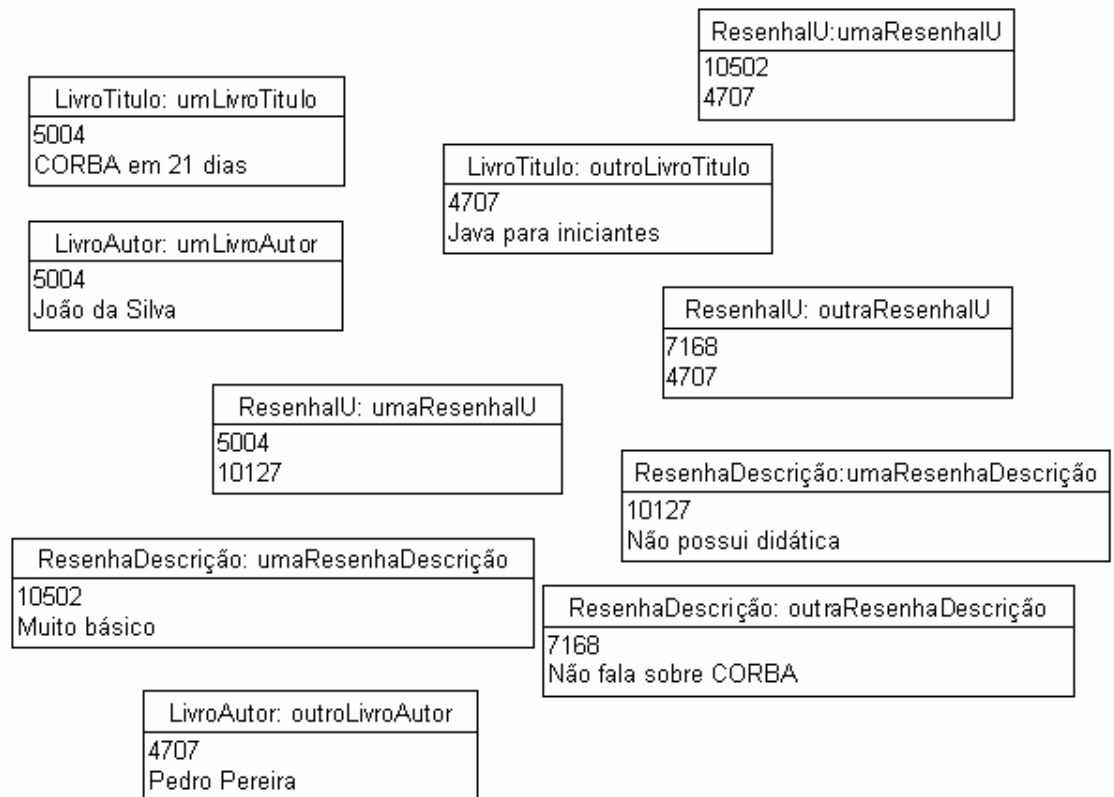 ResenhaIU:umaResenhaIU
10502
4707
LivroTitulo: umLivroTitulo
5004
CORBA em 21 dias
LivroTitulo: outroLivroTitulo
4707
Java para iniciantes
LivroAutor: umLivroAutor
5004
João da Silva
ResenhaIU: outraResenhaIU
7168
4707
ResenhaIU: umaResenhaIU
5004
10127
ResenhaDescrição:umaResenhaDescrição
10127
Não possui didática
ResenhaDescrição: umaResenhaDescrição
10502
Muito básico
ResenhaDescrição: outraResenhaDescrição
7168
Não fala sobre CORBA
LivroAutor: outroLivroAutor
4707
Pedro Pereira